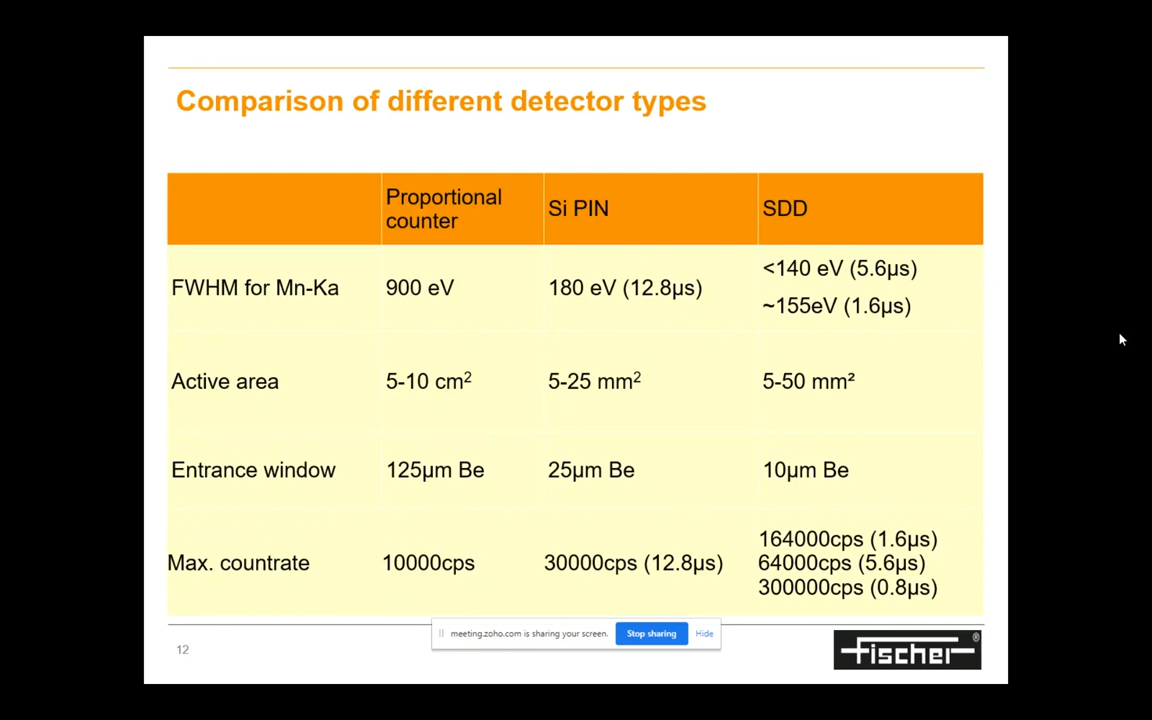 Comparison of different detector types
Proportional
counter
Si PIN
SDD
FWHM for Mn-Ka
900 eV
180 eV (12.8µs)
<140 eV (5.6µs)
~155eV (1.6µs)
Active area
5-10 cm²
5-25 mm²
5-50 mm²
Entrance window
125µm Be
25µm Be
10µm Be
Max. countrate
10000cps
30000cps (12.8µs)
164000cps (1.6µs)
64000cps (5.6µs)
300000cps (0.8µs)
meeting.zoho.com is sharing your screen.
Stop sharing
Hide
12
fischer®